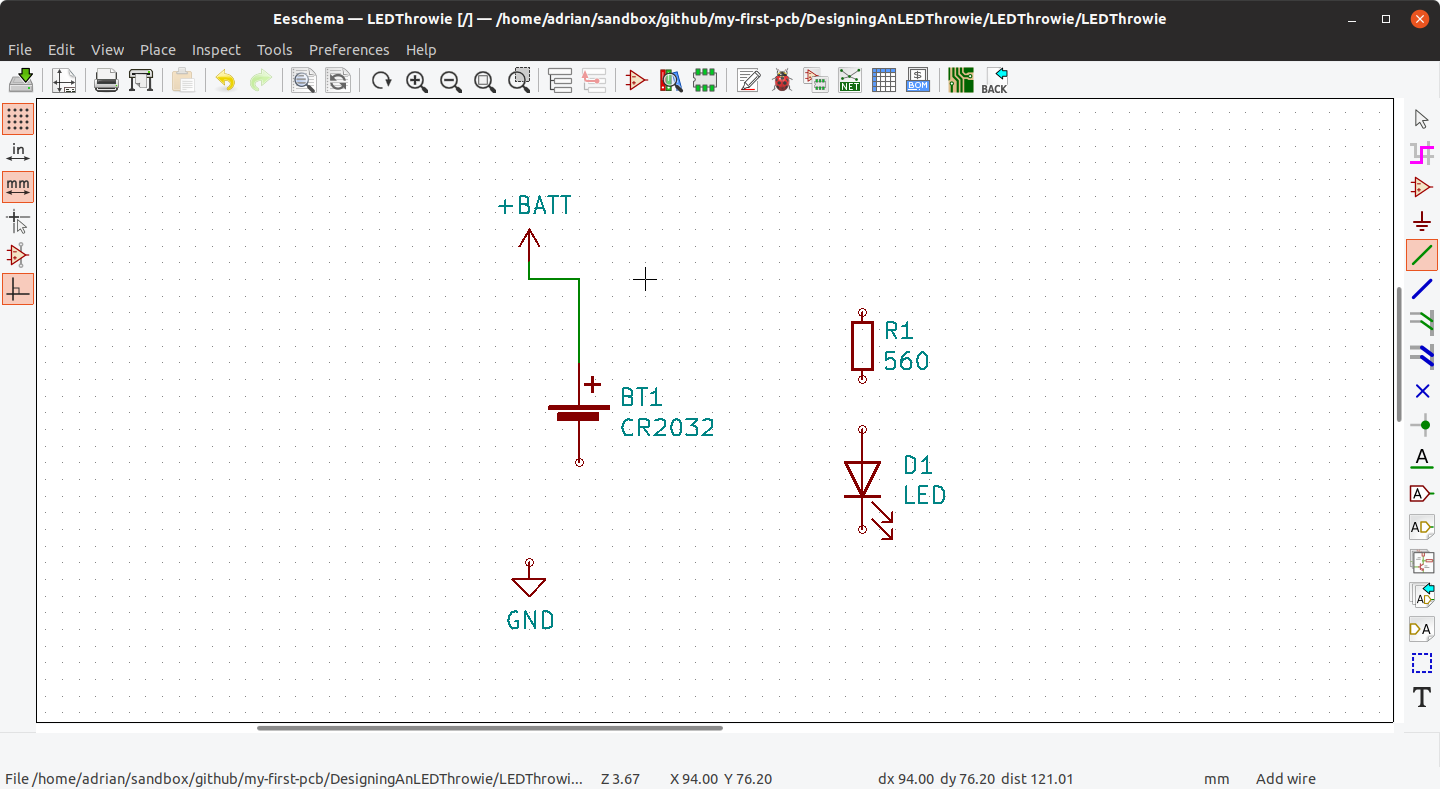 Eeschema — LEDThrowie [/] — /home/adrian/sandbox/github/my-first-pcb/DesigningAnLEDThrowie/LEDThrowie/LEDThrowie
File Edit View Place Inspect Tools Preferences Help
NET
$
BOM
BACK
in
mm
+BATT
+
BT1
CR2032
R1
560
D1
LED
GND
A
A
AD
AD
DA
T
File /home/adrian/sandbox/github/my-first-pcb/DesigningAnLEDThrowie/LEDThrowi... Z 3.67 X 94.00 Y 76.20 dx 94.00 dy 76.20 dist 121.01 mm Add wire